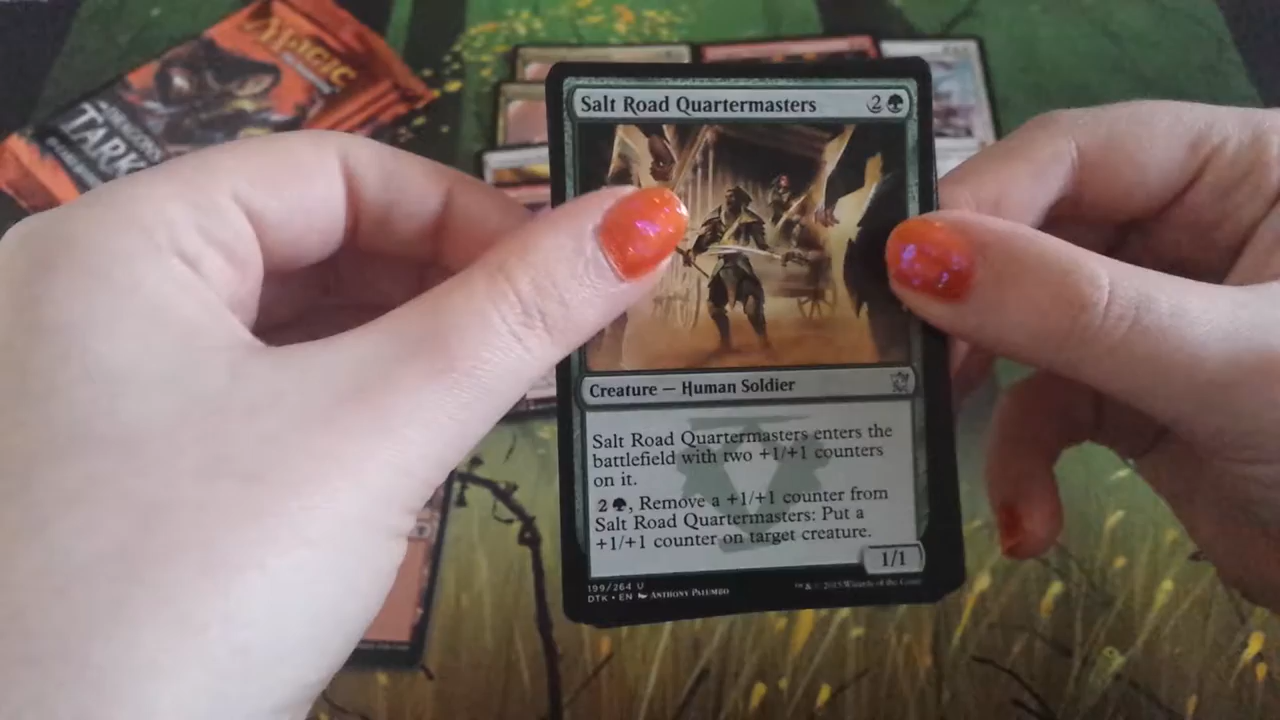 MAGIC
DRAGONS
TARK
Salt Road Quartermasters 2
Creature — Human Soldier
Salt Road Quartermasters enters the
battlefield with two +1/+1 counters
on it.
2 , Remove a +1/+1 counter from
Salt Road Quartermasters: Put a
+1/+1 counter on target creature.
1/1
199/264 U
DTK • EN Anthony Palumbo
™ & © 2015 Wizards of the Coast